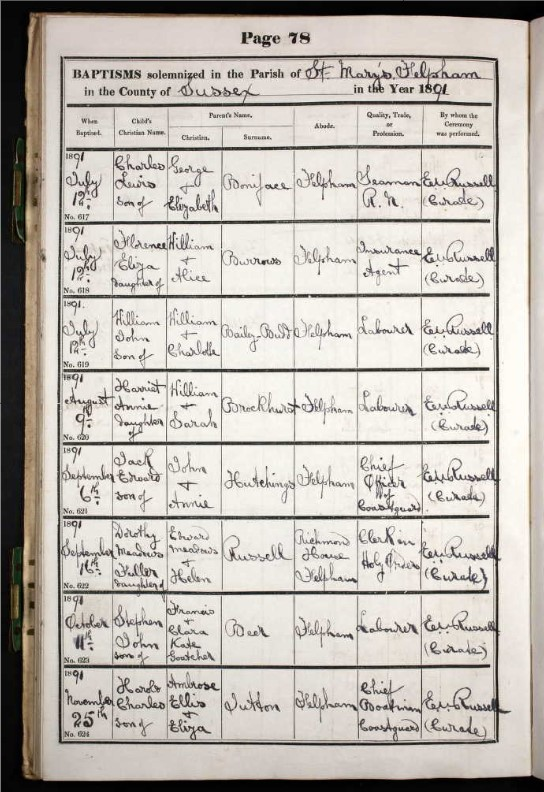 Page 78
BAPTISMS solemnized in the Parish of St. Mary's, Felpham
in the County of Sussex in the Year 1891
When Baptized.
Child's Christian Name.
Parent's Name.
Christian.
Surname.
Abode.
Quality, Trade, or Profession.
By whom the Ceremony was performed.
1891
July
12th
No. 617
Charles
Lewis
son of
George
+
Elizabeth
Boniface
Felpham
Seaman
R. N.
E. W. Russell
(Curate)
1891
July
12th
No. 618
Florence
Eliza
daughter of
William
+
Alice
Burrows
Felpham
Insurance
Agent
E. W. Russell
(Curate)
1891
July
12th
No. 619
William
John
son of
William
+
Charlotte
Baily-Budd
Felpham
Labourer
E. W. Russell
(Curate)
1891
August
9th
No. 620
Harriet
Annie
daughter
of
William
+
Sarah
Brockhurst
Felpham
Labourer
E. W. Russell
(Curate)
1891
September
6th
No. 621
Jack
Edward
son of
John
+
Annie
Hutchings
Felpham
Chief
Officer
of
Coastguard
E. W. Russell
(Curate)
1891
September
16th
No. 622
Dorothy
Meadows
Fuller
daughter of
Edward
Meadows
+
Helen
Russell
Richmond
House
Felpham
Clerk in
Holy Orders
E. W. Russell
(Curate)
1891
October
11th
No. 623
Stephen
John
son of
Francis
+
Clara
Kate
Beer
Felpham
Labourer
E. W. Russell
(Curate)
1891
November
25th
No. 624
Harold
Charles
son of
Ambrose
Ellis
+
Eliza
Sutton
Felpham
Chief
Boatman
Coastguard
E. W. Russell
(Curate)